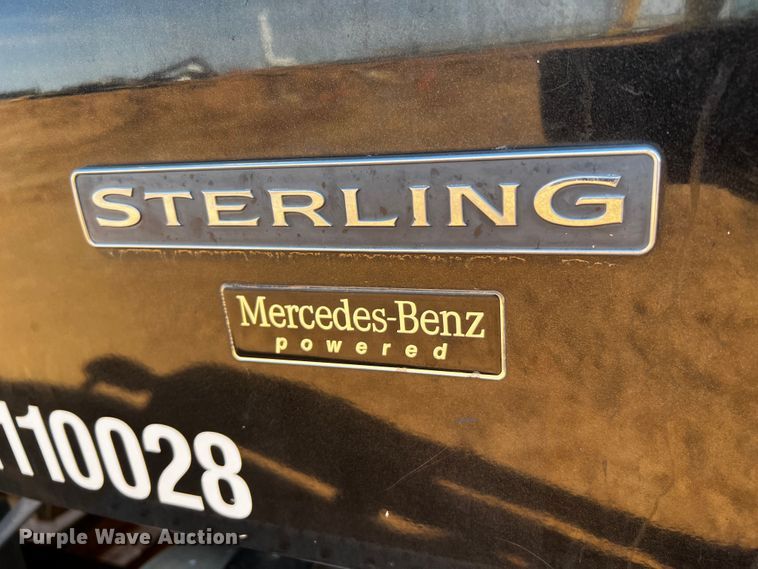 STERLING
Mercedes-Benz
powered
110028
Purple Wave Auction